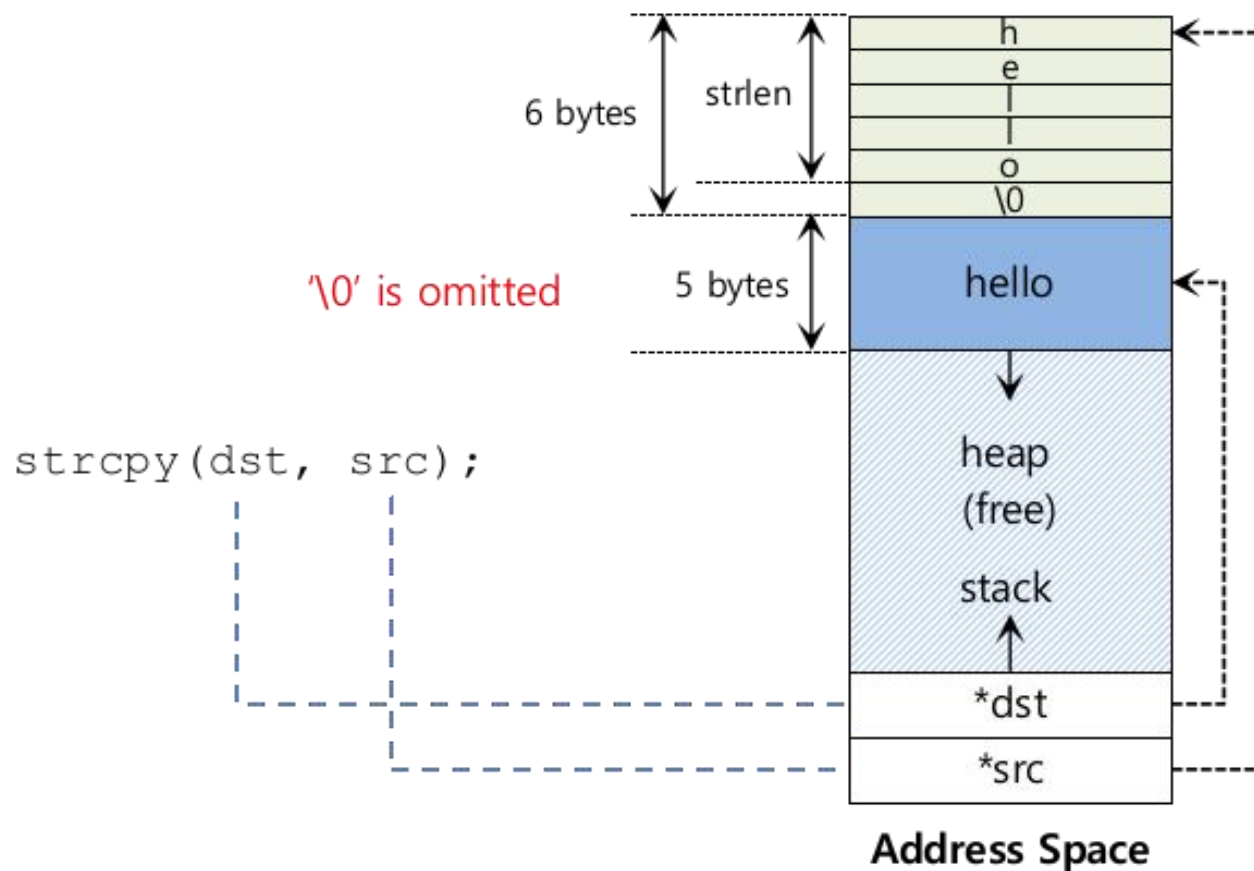 h
e
l
l
o
\0
6 bytes
strlen
hello
5 bytes
'\0' is omitted
heap
(free)
stack
strcpy(dst, src);
*dst
*src
Address Space